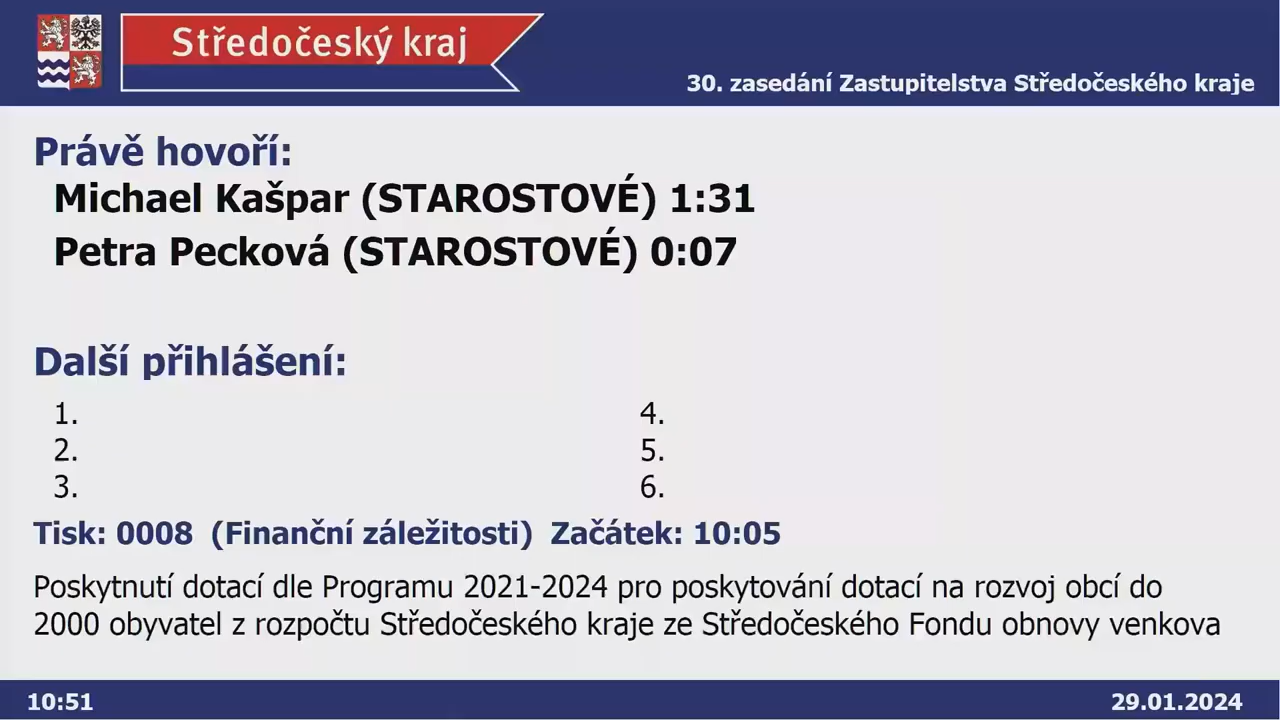 Středočeský kraj
30. zasedání Zastupitelstva Středočeského kraje
Právě hovoří:
Michael Kašpar (STAROSTOVÉ) 1:31
Petra Pecková (STAROSTOVÉ) 0:07
Další přihlášení:
1.
2.
3.
4.
5.
6.
Tisk: 0008 (Finanční záležitosti) Začátek: 10:05
Poskytnutí dotací dle Programu 2021-2024 pro poskytování dotací na rozvoj obcí do
2000 obyvatel z rozpočtu Středočeského kraje ze Středočeského Fondu obnovy venkova
10:51
29.01.2024